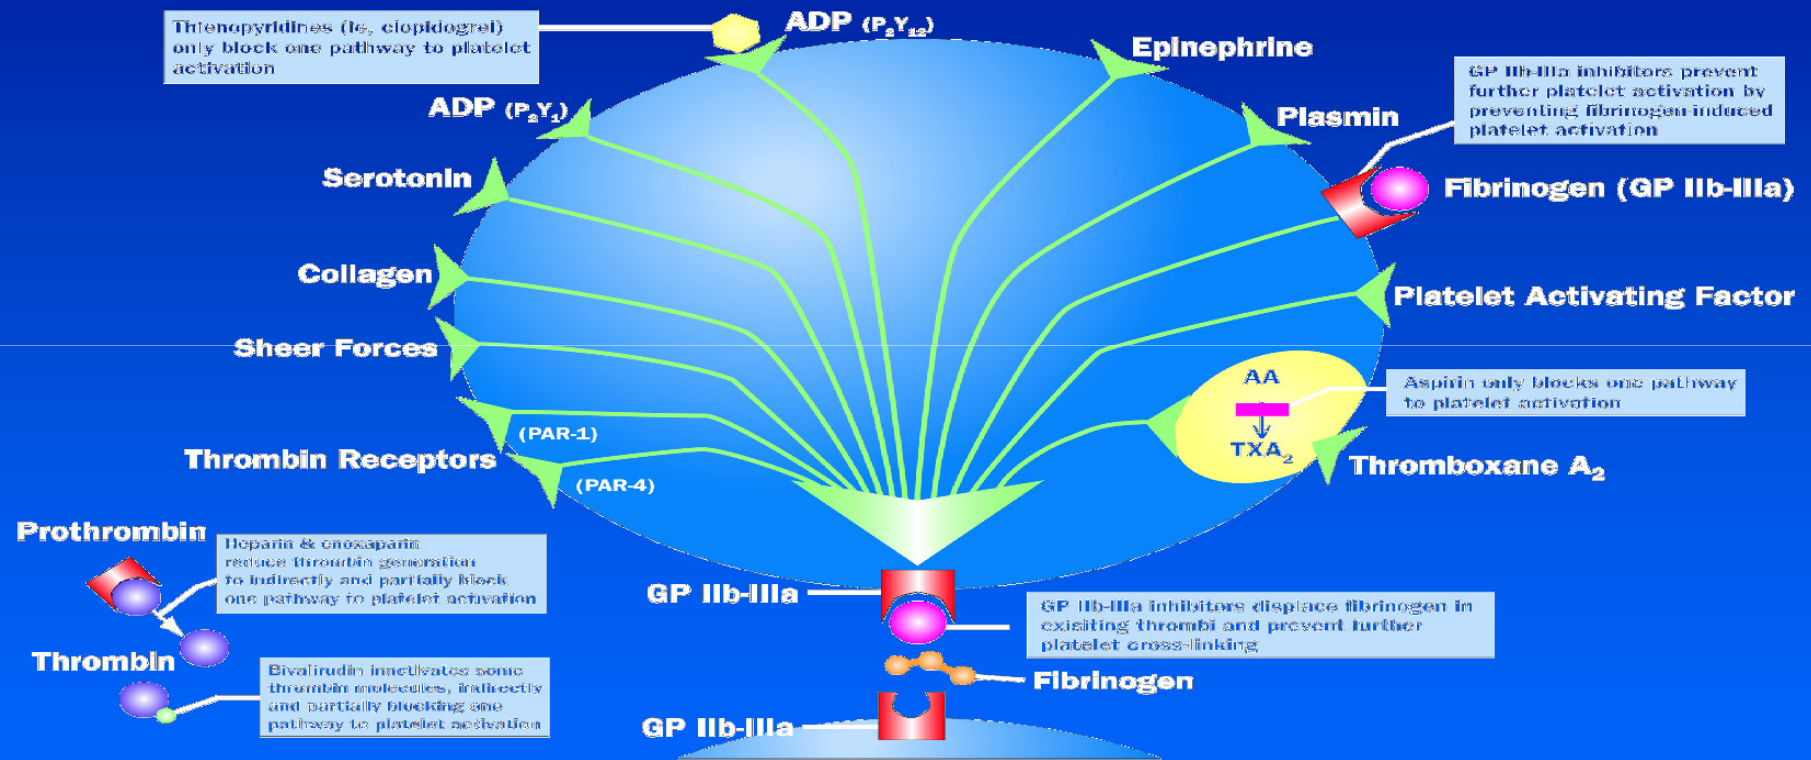 Thienopyridines (ie, clopidogrel)
only block one pathway to platelet
activation
ADP (P2Y12)
Epinephrine
GP IIb-IIIa inhibitors prevent
further platelet activation by
preventing fibrinogen-induced
platelet activation
ADP (P2Y1)
Plasmin
Serotonin
Fibrinogen (GP IIb-IIIa)
Collagen
Platelet Activating Factor
Sheer Forces
AA
TXA2
Aspirin only blocks one pathway
to platelet activation
(PAR-1)
Thrombin Receptors
(PAR-4)
Thromboxane A2
Prothrombin
Heparin & enoxaparin
reduce thrombin generation
to indirectly and partially block
one pathway to platelet activation
GP IIb-IIIa
GP IIb-IIIa inhibitors displace fibrinogen in
exisiting thrombi and prevent further
platelet cross-linking
Thrombin
Bivalirudin inactivates some
thrombin molecules, indirectly
and partially blocking one
pathway to platelet activation
Fibrinogen
GP IIb-IIIa